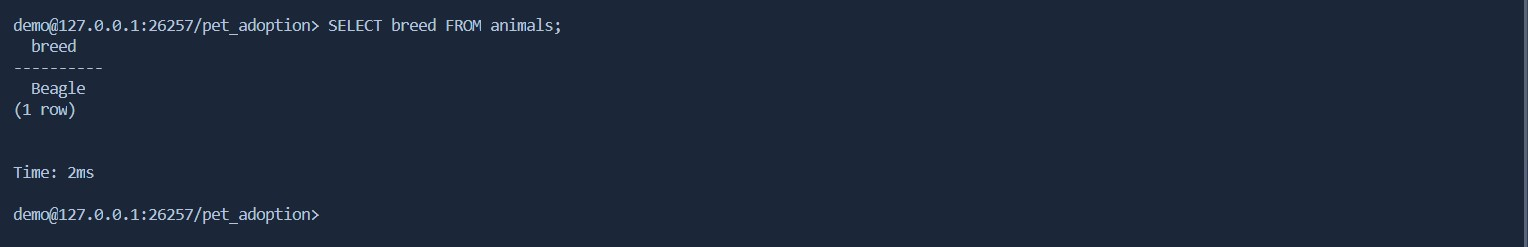 demo@127.0.0.1:26257/pet_adoption> SELECT breed FROM animals;
  breed
----------
  Beagle
(1 row)
Time: 2ms
demo@127.0.0.1:26257/pet_adoption>